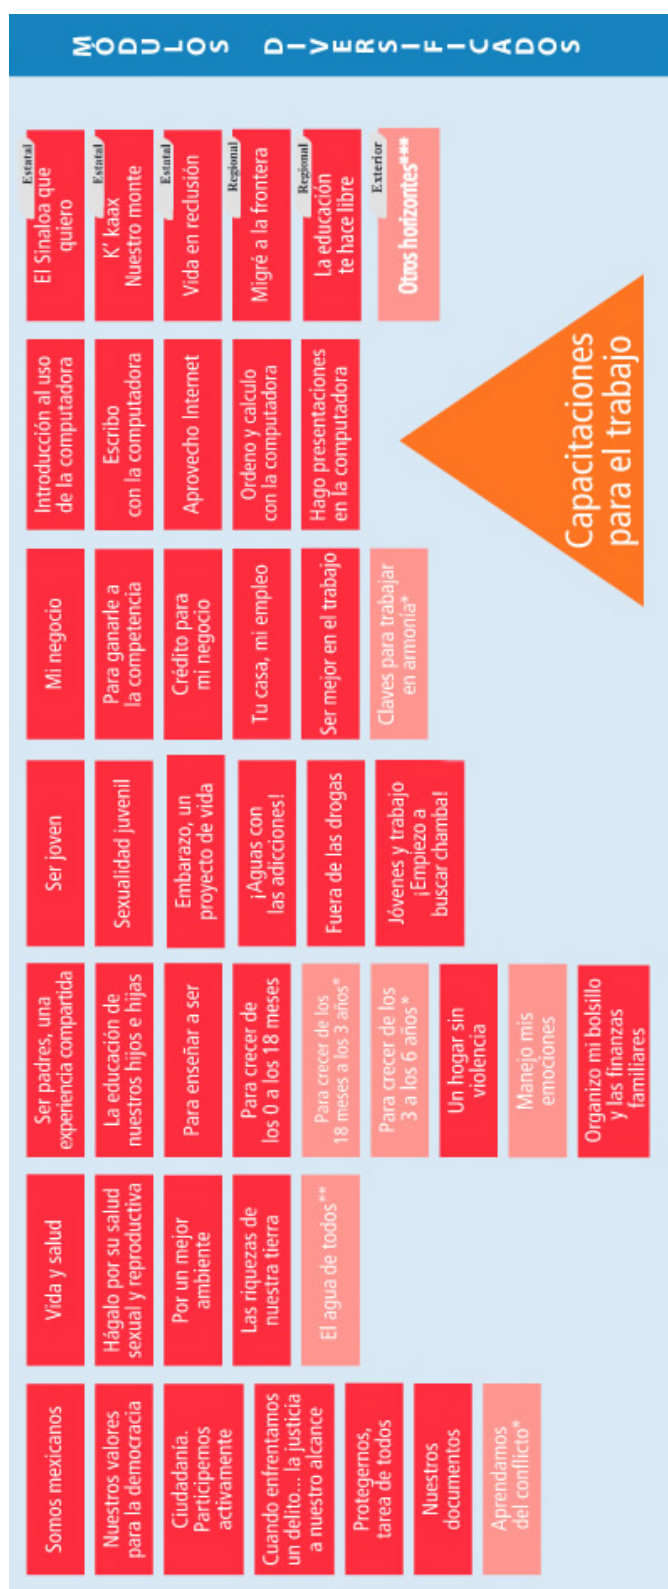 MÓDULOS DIVERSIFICADOS
Somos mexicanos
Nuestros valores
para la democracia
Ciudadanía.
Participemos
activamente
Cuando enfrentamos
un delito... la justicia
a nuestro alcance
Protegernos,
tarea de todos
Nuestros
documentos
Aprendamos
del conflicto*
Vida y salud
Hágalo por su salud
sexual y reproductiva
Por un mejor
ambiente
Las riquezas de
nuestra tierra
El agua de todos**
Ser padres, una
experiencia compartida
La educación de
nuestros hijos e hijas
Para enseñar a ser
Para crecer de
los 0 a los 18 meses
Para crecer de los
18 meses a los 3 años*
Para crecer de los
3 a los 6 años*
Un hogar sin
violencia
Manejo mis
emociones
Organizo mi bolsillo
y las finanzas
familiares
Ser joven
Sexualidad juvenil
Embarazo, un
proyecto de vida
¡Aguas con
las adicciones!
Fuera de las drogas
Jóvenes y trabajo
¡Empiezo a
buscar chamba!
Mi negocio
Para ganarle a
la competencia
Crédito para
mi negocio
Tu casa, mi empleo
Ser mejor en el trabajo
Claves para trabajar
en armonía*
Introducción al uso
de la computadora
Escribo
con la computadora
Aprovecho Internet
Ordeno y calculo
con la computadora
Hago presentaciones
en la computadora
Estatal
El Sinaloa que
quiero
Estatal
K' kaax
Nuestro monte
Estatal
Vida en reclusión
Regional
Migré a la frontera
Regional
La educación
te hace libre
Exterior
Otros horizontes***
Capacitaciones
para el trabajo